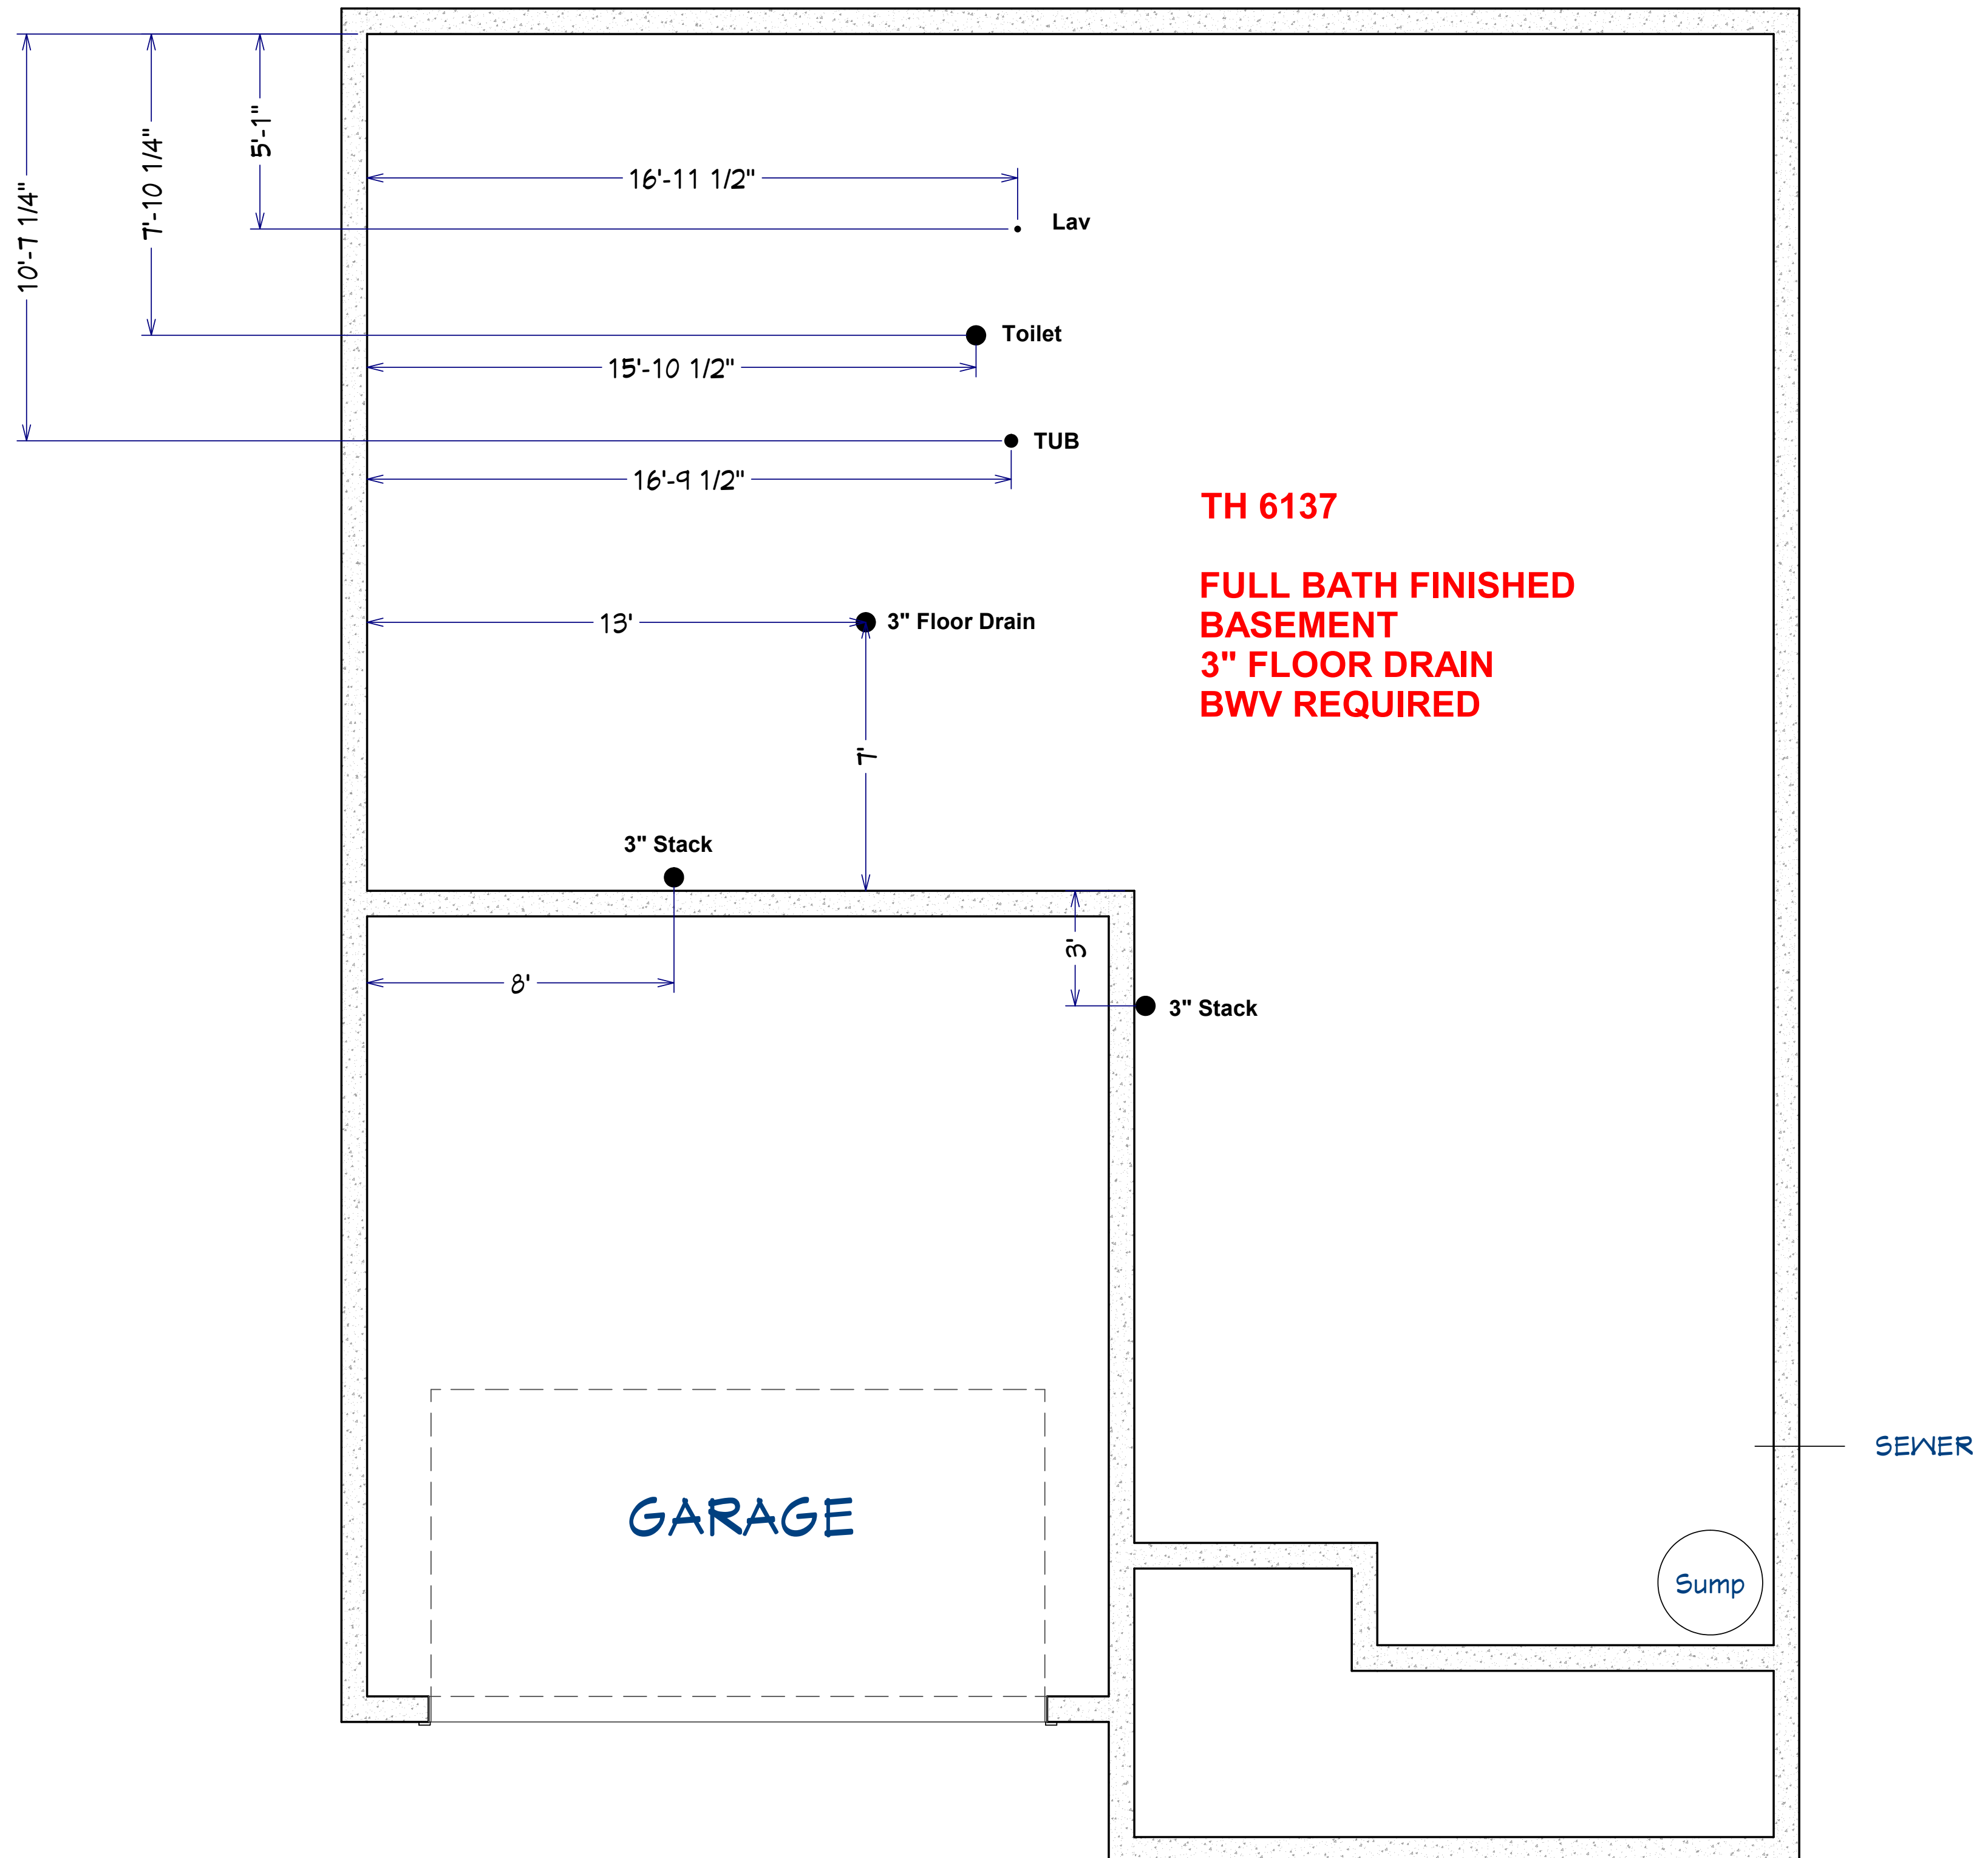 10'-7 1/4"
7'-10 1/4"
5'-1"
16'-11 1/2"
Lav
Toilet
15'-10 1/2"
TUB
16'-9 1/2"
TH 6137
FULL BATH FINISHED
BASEMENT
3" FLOOR DRAIN
BWV REQUIRED
13'
3" Floor Drain
7'
3" Stack
3'
8'
3" Stack
SEWER
GARAGE
Sump